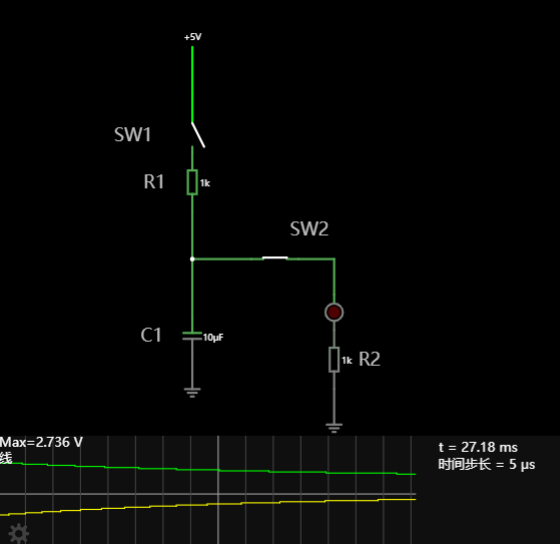 +5V
SW1
R1
1k
SW2
C1
10µF
1k
R2
Max=2.736 V
线
t = 27.18 ms
时间步长 = 5 µs